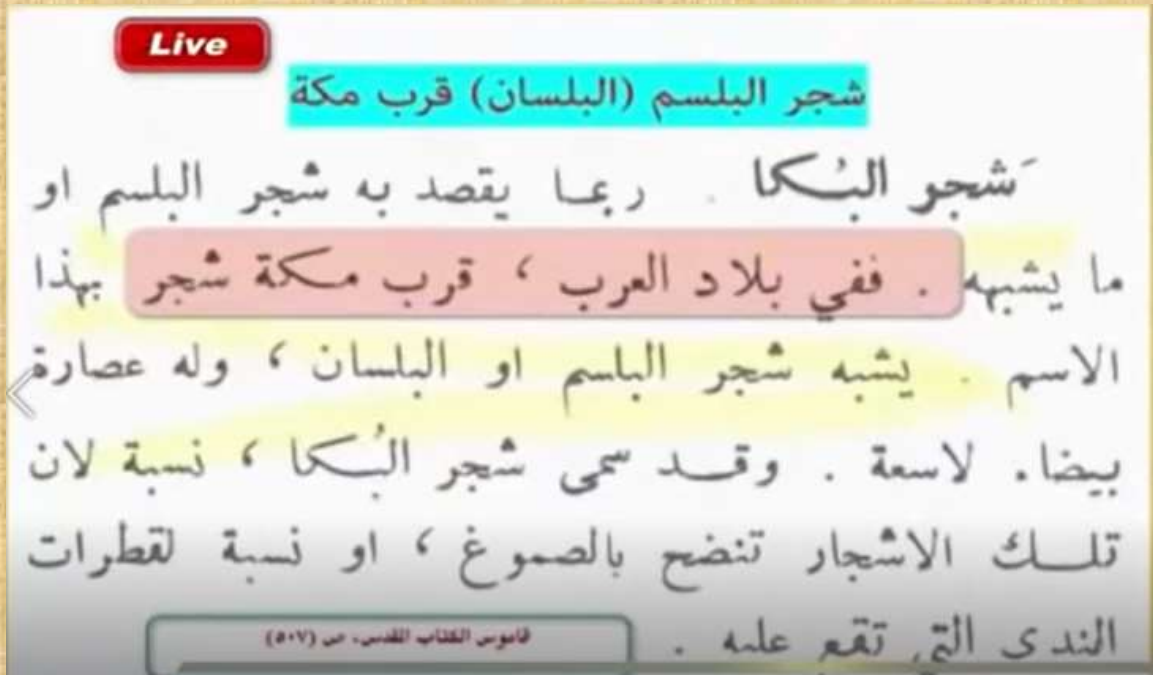 Live
شجر البلسم (البلسان) قرب مكة
َشجر البُكا . ربما يقصد به شجر البلسم او
ما يشبهه . ففي بلاد العرب ، قرب مكة شجر بهذا
الاسم . يشبه شجر البلسم او البلسان ، وله عصارة
بيضاء لاسعة . وقد سمى شجر البُكا ، نسبة لان
تلك الاشجار تنضح بالصموغ ، او نسبة لقطرات
الندى التي تقع عليه .
قاموس الكتاب المقدس، ص (٥٠٧)